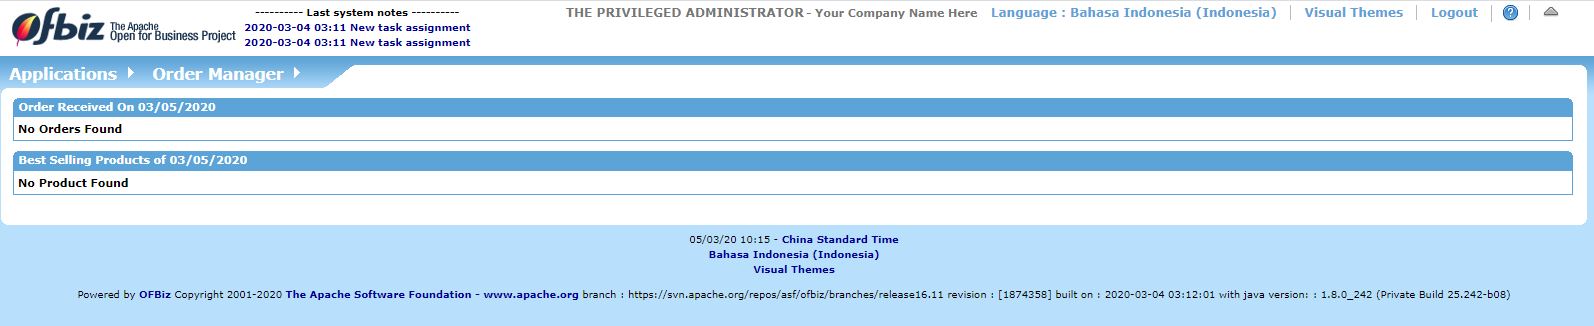 OFBiz The Apache Open for Business Project
---------- Last system notes ----------
2020-03-04 03:11 New task assignment
2020-03-04 03:11 New task assignment
THE PRIVILEGED ADMINISTRATOR - Your Company Name Here Language : Bahasa Indonesia (Indonesia) Visual Themes Logout ?
Applications Order Manager
Order Received On 03/05/2020
No Orders Found
Best Selling Products of 03/05/2020
No Product Found
05/03/20 10:15 - China Standard Time
Bahasa Indonesia (Indonesia)
Visual Themes
Powered by OFBiz Copyright 2001-2020 The Apache Software Foundation - www.apache.org branch : https://svn.apache.org/repos/asf/ofbiz/branches/release16.11 revision : [1874358] built on : 2020-03-04 03:12:01 with java version: : 1.8.0_242 (Private Build 25.242-b08)